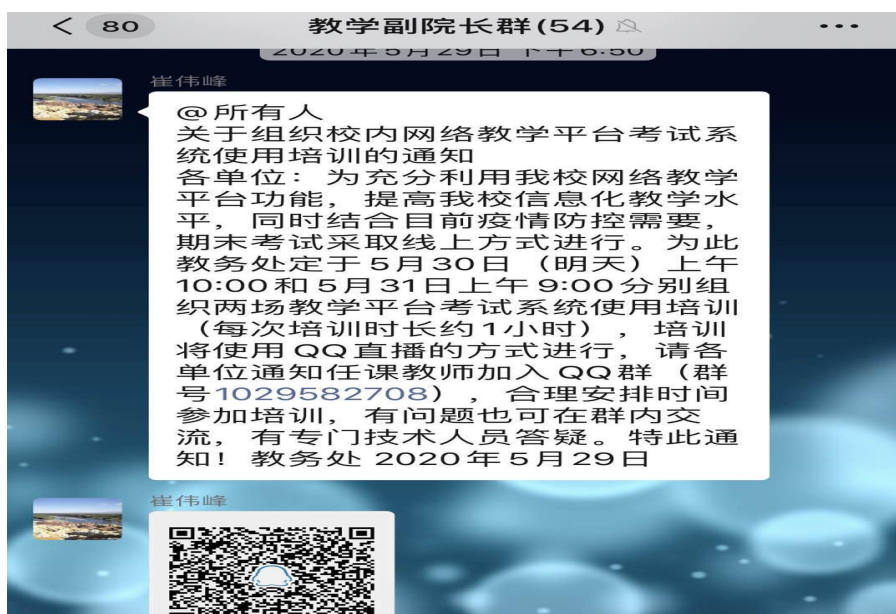 80
教学副院长群(54)
2020年5月29日 下午6:50
崔伟峰
@所有人
关于组织校内网络教学平台考试系
统使用培训的通知
各单位：为充分利用我校网络教学
平台功能，提高我校信息化教学水
平，同时结合目前疫情防控需要，
期末考试采取线上方式进行。为此
教务处定于5月30日（明天）上午
10:00和5月31日上午9:00分别组
织两场教学平台考试系统使用培训
（每次培训时长约1小时），培训
将使用QQ直播的方式进行，请各
单位通知任课教师加入QQ群（群
号1029582708），合理安排时间
参加培训，有问题也可在群内交
流，有专门技术人员答疑。特此通
知！教务处 2020年5月29日
崔伟峰